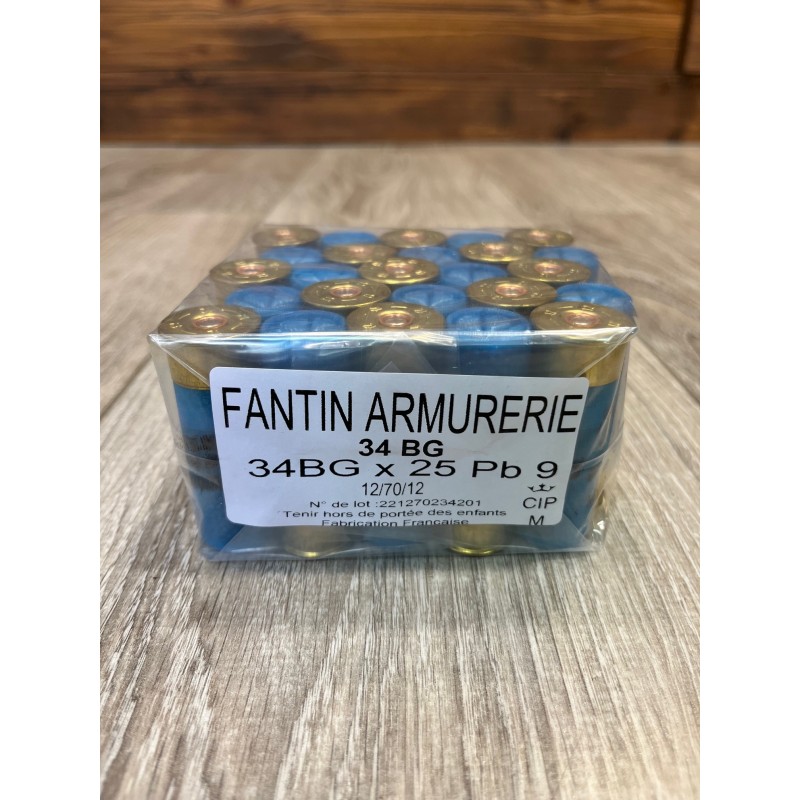 FANTIN ARMURERIE
34 BG
34BG x 25 Pb 9
12/70/12
N° de lot :221270234201
Tenir hors de portée des enfants
Fabrication Française
CIP
M